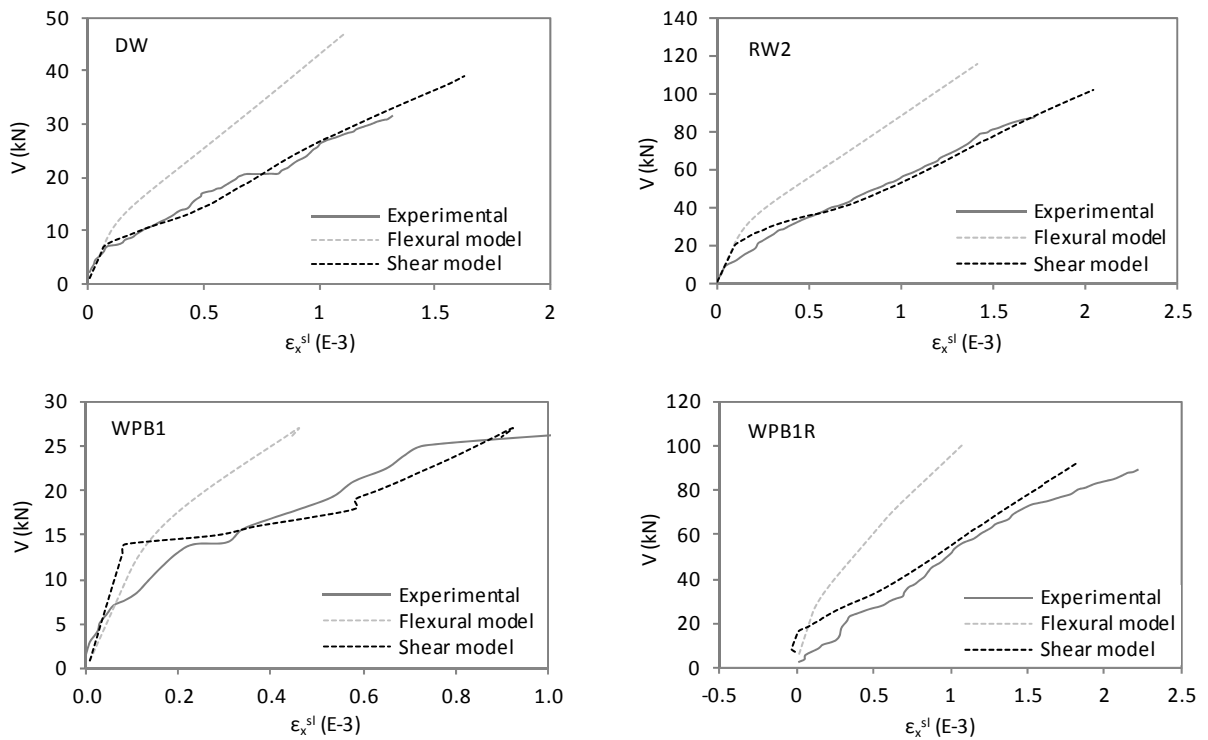 DW
V (kN)
50
40
30
20
10
0
Experimental
Flexural model
Shear model
0 0.5 1 1.5 2
εₓˢˡ (E-3)
RW2
V (kN)
140
120
100
80
60
40
20
0
Experimental
Flexural model
Shear model
0 0.5 1 1.5 2 2.5
εₓˢˡ (E-3)
WPB1
V (kN)
30
25
20
15
10
5
0
Experimental
Flexural model
Shear model
0.0 0.2 0.4 0.6 0.8 1.0
εₓˢˡ (E-3)
WPB1R
V (kN)
120
100
80
60
40
20
0
Experimental
Flexural model
Shear model
-0.5 0 0.5 1 1.5 2 2.5
εₓˢˡ (E-3)